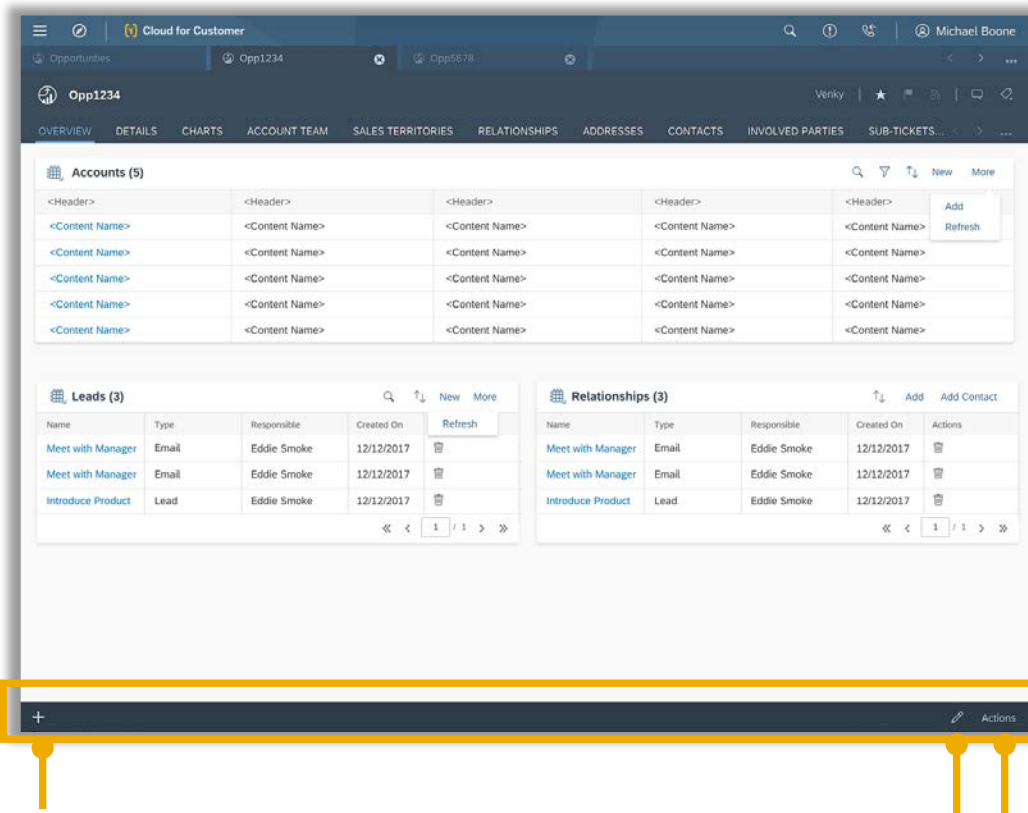 Cloud for Customer Michael Boone
Opportunties Opp1234 Opp5678 ...
Opp1234 Venky
OVERVIEW DETAILS CHARTS ACCOUNT TEAM SALES TERRITORIES RELATIONSHIPS ADDRESSES CONTACTS INVOLVED PARTIES SUB-TICKETS... ...
Accounts (5) New More
<Header> <Header> <Header> <Header> <Header> Add
<Content Name> <Content Name> <Content Name> <Content Name> <Content Name> Refresh
<Content Name> <Content Name> <Content Name> <Content Name> <Content Name>
<Content Name> <Content Name> <Content Name> <Content Name> <Content Name>
<Content Name> <Content Name> <Content Name> <Content Name> <Content Name>
<Content Name> <Content Name> <Content Name> <Content Name> <Content Name>
Leads (3) New More
Name Type Responsible Created On Refresh
Meet with Manager Email Eddie Smoke 12/12/2017
Meet with Manager Email Eddie Smoke 12/12/2017
Introduce Product Lead Eddie Smoke 12/12/2017
« < 1 / 1 > »
Relationships (3) Add Add Contact
Name Type Responsible Created On Actions
Meet with Manager Email Eddie Smoke 12/12/2017
Meet with Manager Email Eddie Smoke 12/12/2017
Introduce Product Lead Eddie Smoke 12/12/2017
« < 1 / 1 > »
+ Actions